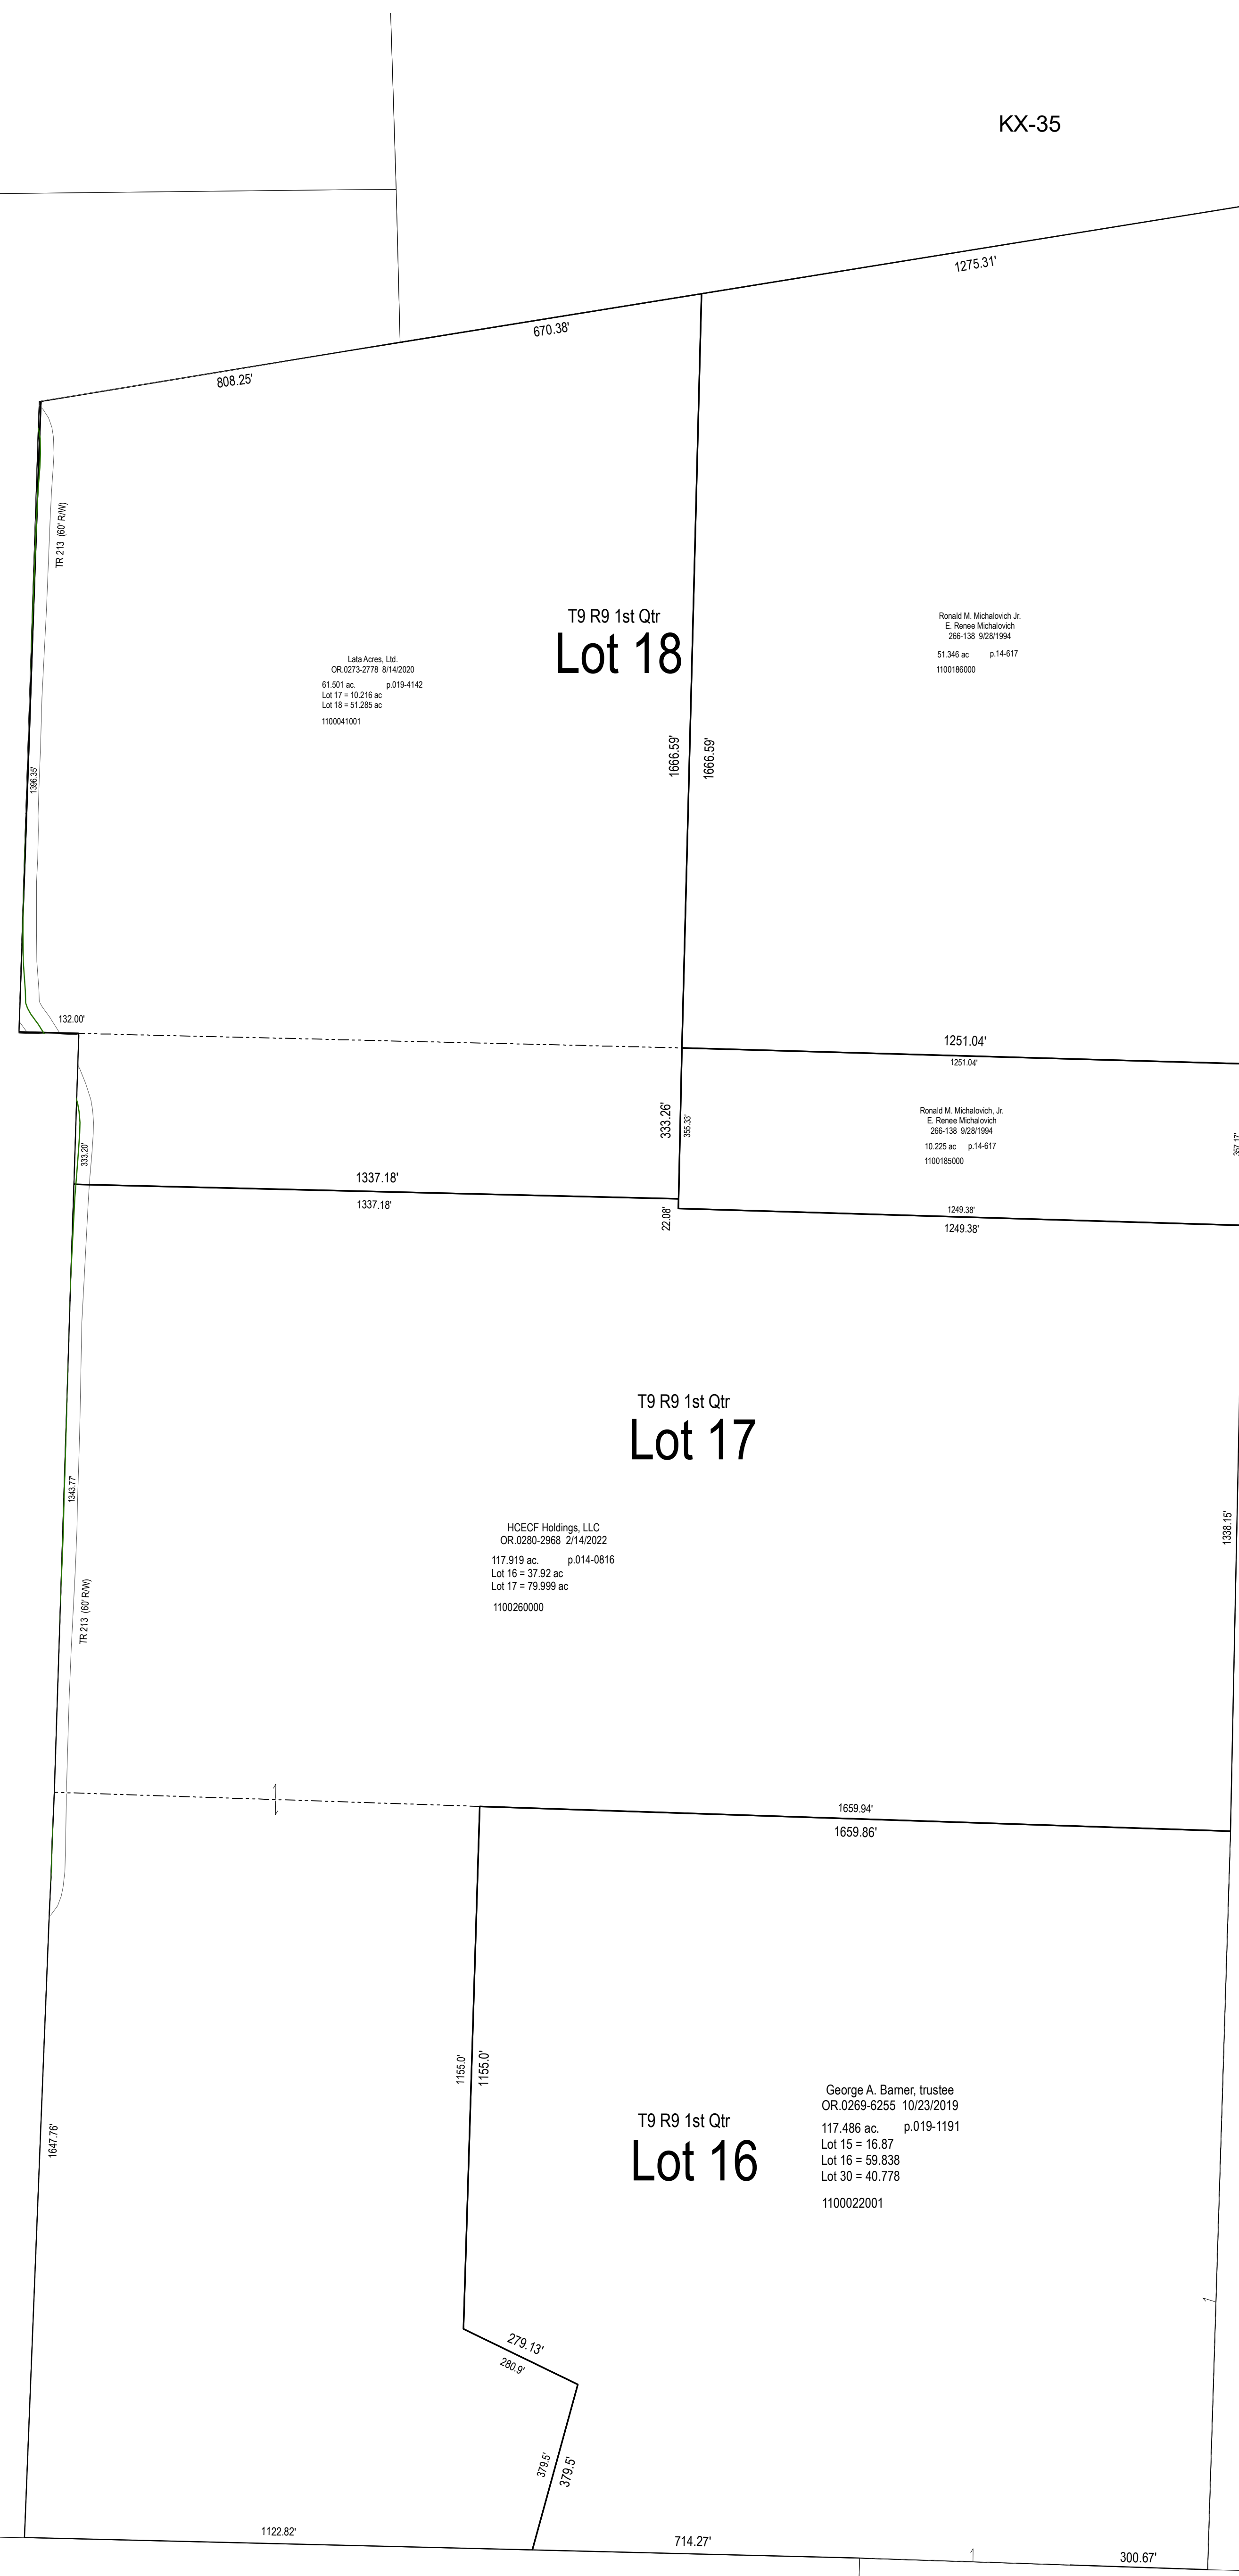 KX-35
1275.31'
670.38'
808.25'
TR 213 (60' R/W)
T9 R9 1st Qtr
Lot 18
Ronald M. Michalovich Jr.
E. Renee Michalovich
266-138 9/28/1994
51.346 ac p.14-617
1100186000
Lata Acres, Ltd.
OR.0273-2778 8/14/2020
61.501 ac. p.019-4142
Lot 17 = 10.216 ac
Lot 18 = 51.285 ac
1100041001
1666.59'
1666.59'
1396.35'
132.00'
1251.04'
1251.04'
333.26'
355.33'
Ronald M. Michalovich, Jr.
E. Renee Michalovich
266-138 9/28/1994
10.225 ac p.14-617
1100185000
357.17'
333.20'
1337.18'
1337.18'
22.08'
1249.38'
1249.38'
T9 R9 1st Qtr
Lot 17
1343.77'
HCECF Holdings, LLC
OR.0280-2968 2/14/2022
117.919 ac. p.014-0816
Lot 16 = 37.92 ac
Lot 17 = 79.999 ac
1100260000
1338.15'
TR 213 (60' R/W)
1659.94'
1659.86'
1155.0'
1155.0'
1647.76'
T9 R9 1st Qtr
Lot 16
George A. Barner, trustee
OR.0269-6255 10/23/2019
117.486 ac. p.019-1191
Lot 15 = 16.87
Lot 16 = 59.838
Lot 30 = 40.778
1100022001
279.13'
280.9'
379.5'
379.5'
1122.82'
714.27'
300.67'